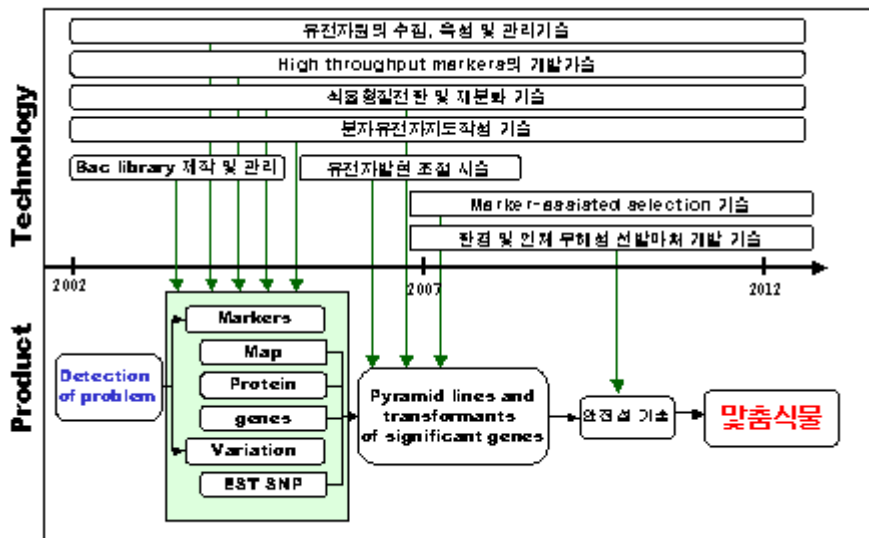 유전자원의 수집, 육성 및 관리기술
High throughput markers의 개발기술
식물형질전환 및 재분화 기술
분자유전자지도작성 기술
Bac library 제작 및 관리
유전자발현 조절 시슬
Marker-assisted selection 기술
환경 및 인체 무해성 선발마커 개발 기술
Technology
2002
2007
2012
Product
Detection of problem
Markers
Map
Protein
genes
Variation
EST SNP
Pyramid lines and
transformants
of significant genes
안전성 기술
맞춤식물